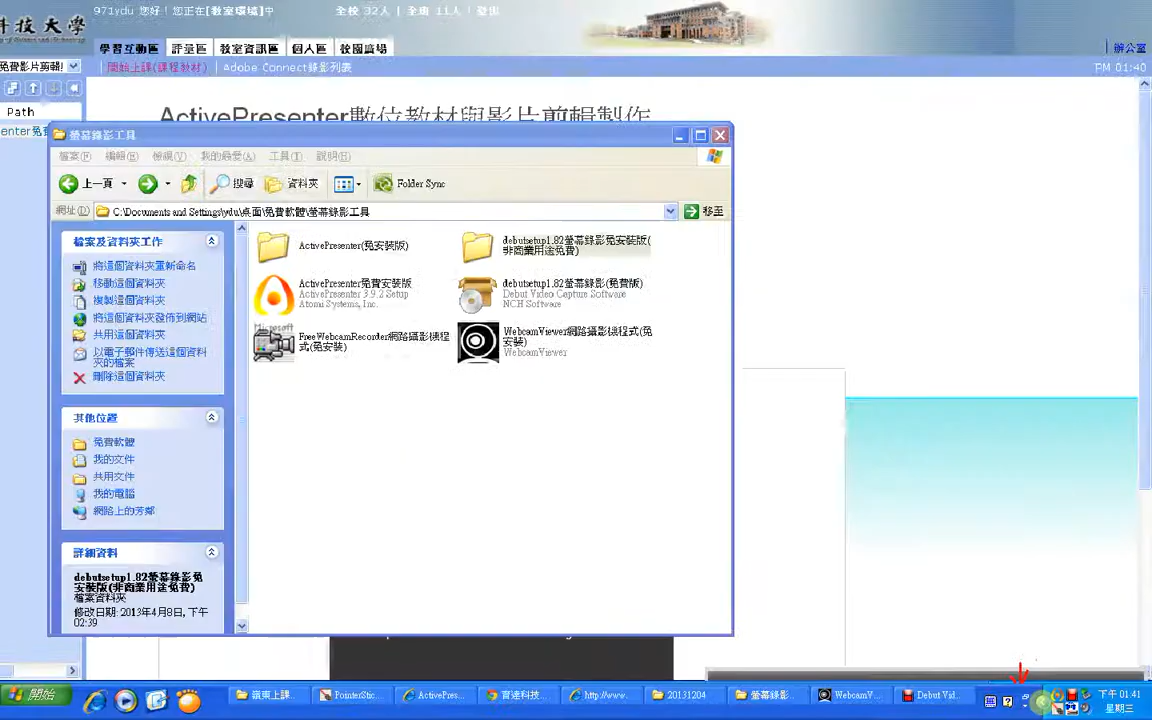 971ydu 您好！您正在[教室環境]中
全校 32人 | 全班 11人 | 登出
科技大學
學習互動區 評量區 教室資訊區 個人區 校園廣場
辦公室
免費影片剪輯!
開始上課(課程教材) Adobe Connect錄影列表
PM 01:40
Path
ActivePresenter數位教材與影片剪輯製作
螢幕錄影工具
檔案(F) 編輯(E) 檢視(V) 我的最愛(A) 工具(T) 說明(H)
上一頁 搜尋 資料夾 Folder Sync
網址(D) C:\Documents and Settings\ydu\桌面\免費軟體\螢幕錄影工具 移至
檔案及資料夾工作
將這個資料夾重新命名
移動這個資料夾
複製這個資料夾
將這個資料夾發佈到網站
共用這個資料夾
以電子郵件傳送這個資料
夾的檔案
刪除這個資料夾
其他位置
免費軟體
我的文件
共用文件
我的電腦
網路上的芳鄰
詳細資料
debutsetup1.82螢幕錄影免
安裝版(非商業用途免費)
檔案資料夾
修改日期: 2013年4月8日, 下午
02:39
ActivePresenter(免安裝版)
debutsetup1.82螢幕錄影免安裝版(
非商業用途免費)
ActivePresenter免費安裝版
ActivePresenter 3.9.2 Setup
Atomi Systems, Inc.
debutsetup1.82螢幕錄影(免費版)
Debut Video Capture Software
NCH Software
Microsoft
FreeWebcamRecorder網路攝影機程
式(免安裝)
WebcamViewer網路攝影機程式(免
安裝)
WebcamViewer
開始 嶺東上課... PointerStic... ActivePres... 育達科技... http://www... 20131204 螢幕錄影... WebcamV... Debut Vid...
下午 01:41
星期三